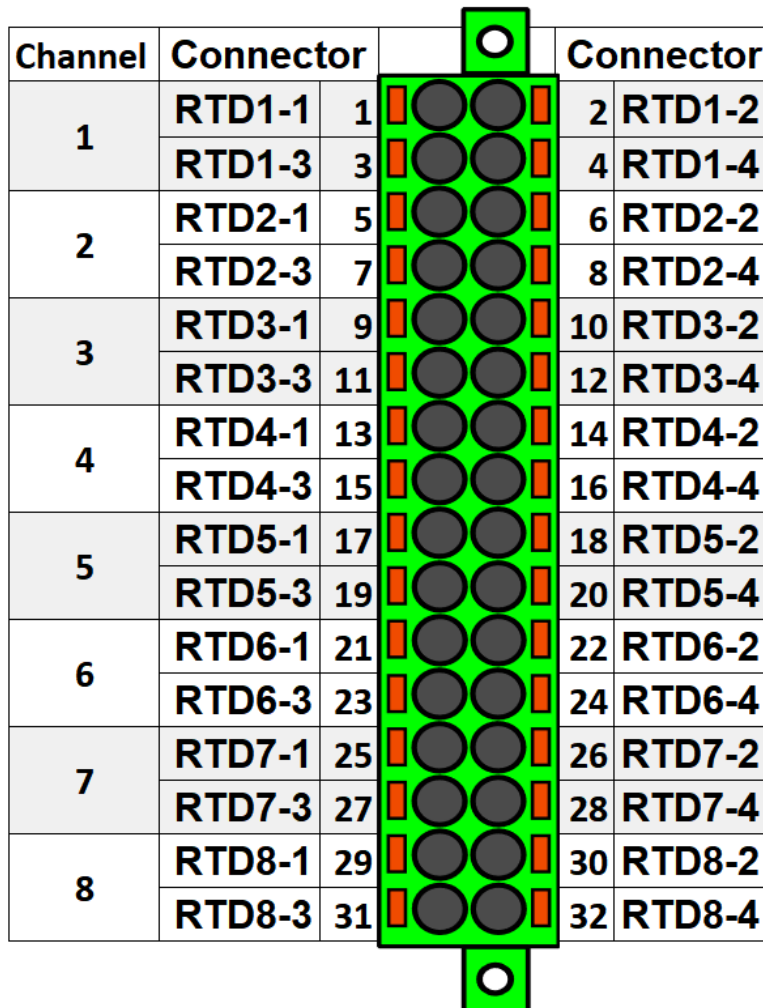 Channel Connector Connector
1
RTD1-1 1 2 RTD1-2
RTD1-3 3 4 RTD1-4
2
RTD2-1 5 6 RTD2-2
RTD2-3 7 8 RTD2-4
3
RTD3-1 9 10 RTD3-2
RTD3-3 11 12 RTD3-4
4
RTD4-1 13 14 RTD4-2
RTD4-3 15 16 RTD4-4
5
RTD5-1 17 18 RTD5-2
RTD5-3 19 20 RTD5-4
6
RTD6-1 21 22 RTD6-2
RTD6-3 23 24 RTD6-4
7
RTD7-1 25 26 RTD7-2
RTD7-3 27 28 RTD7-4
8
RTD8-1 29 30 RTD8-2
RTD8-3 31 32 RTD8-4